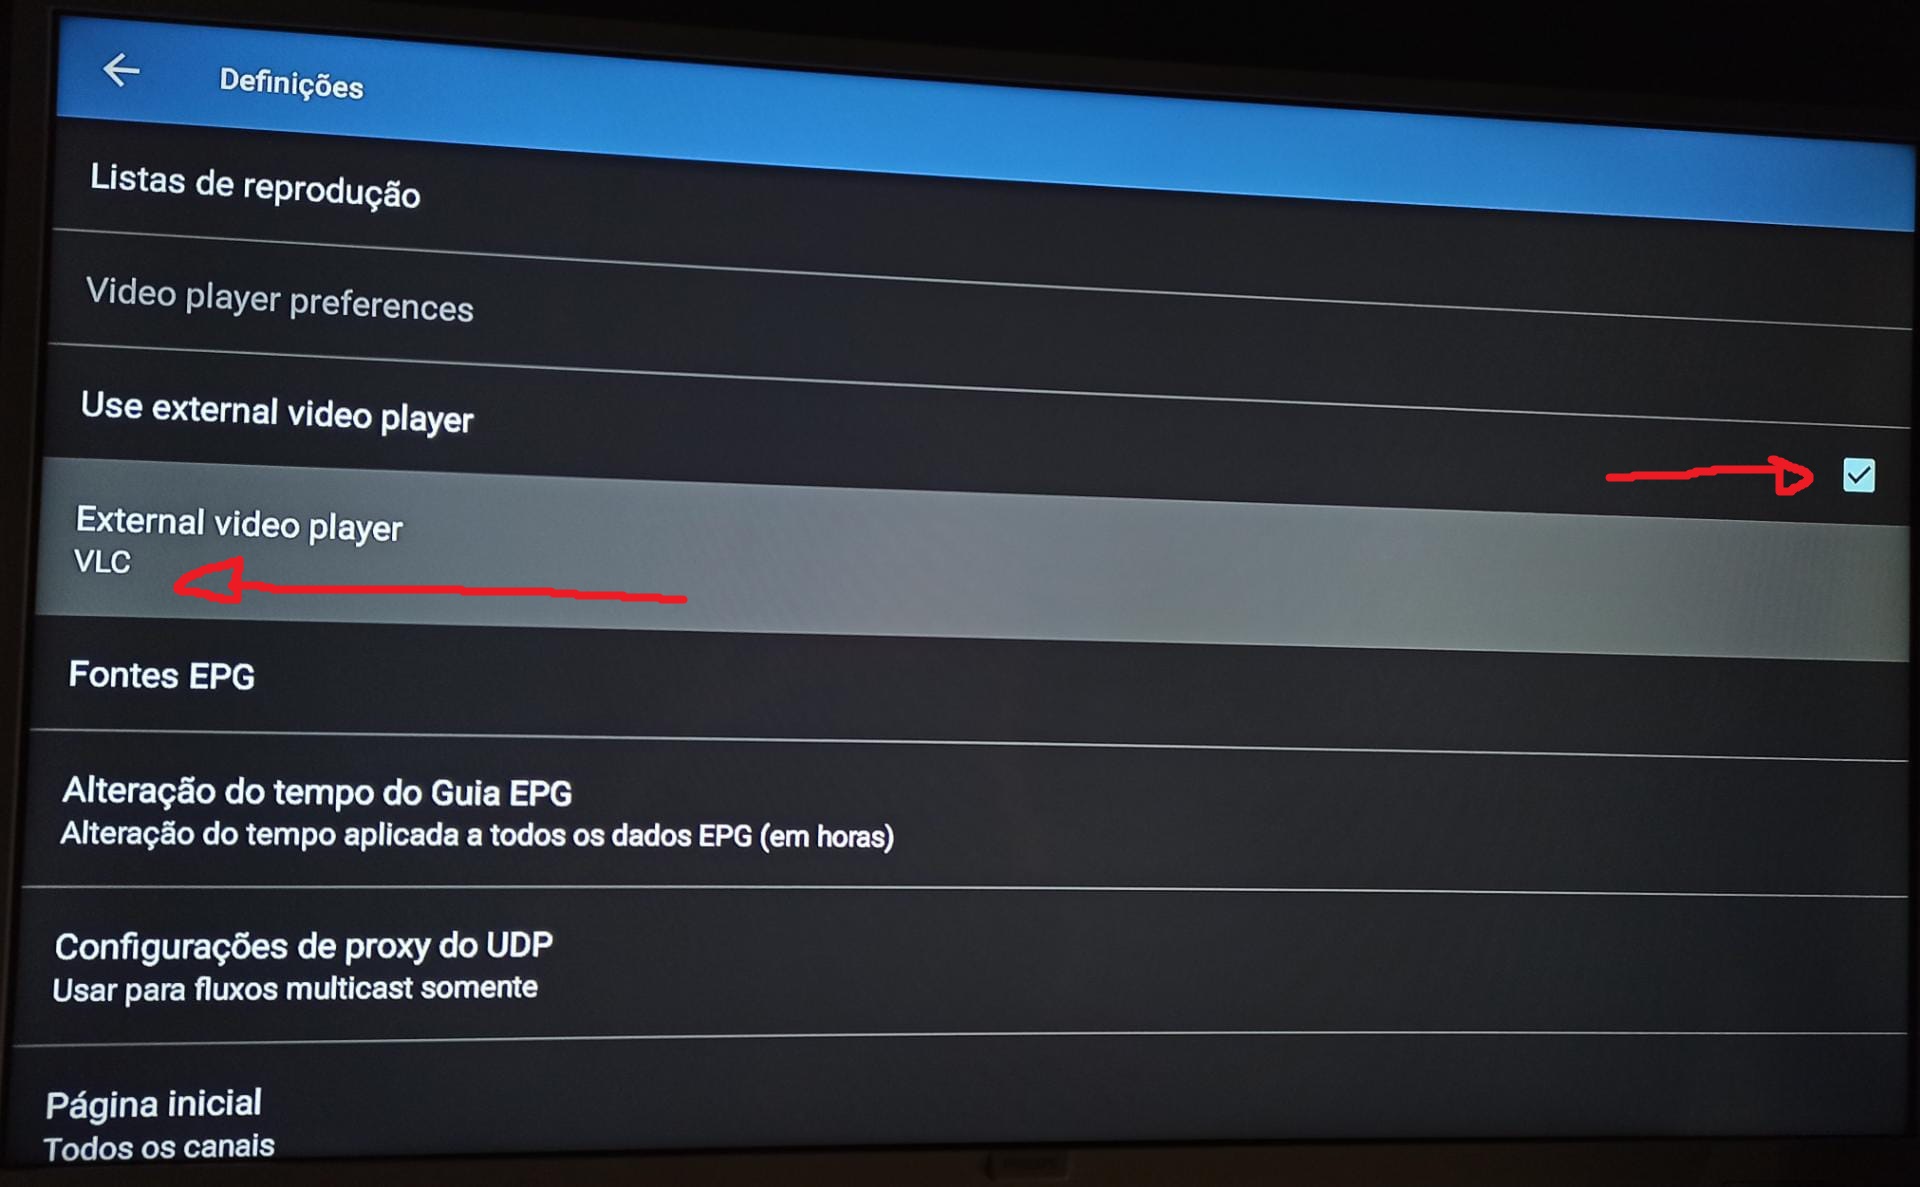 Definições
Listas de reprodução
Video player preferences
Use external video player
External video player
VLC
Fontes EPG
Alteração do tempo do Guia EPG
Alteração do tempo aplicada a todos os dados EPG (em horas)
Configurações de proxy do UDP
Usar para fluxos multicast somente
Página inicial
Todos os canais